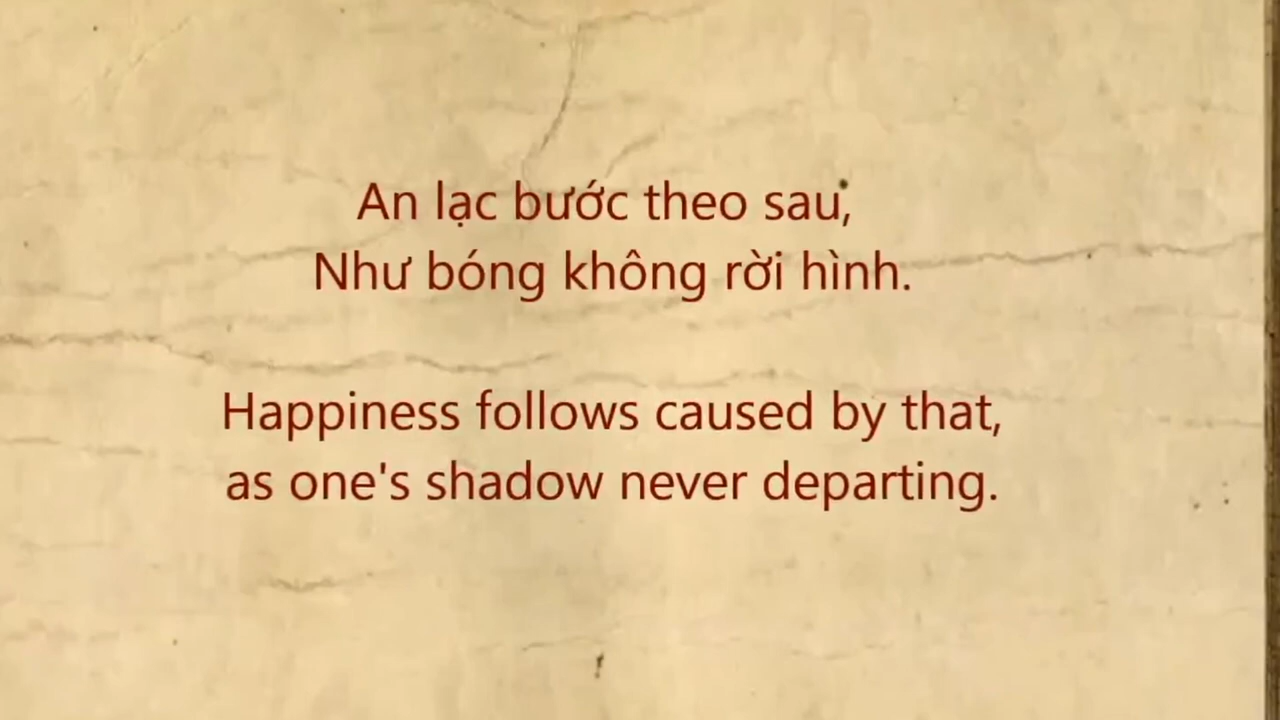 An lạc bước theo sau,
Như bóng không rời hình.
Happiness follows caused by that,
as one's shadow never departing.